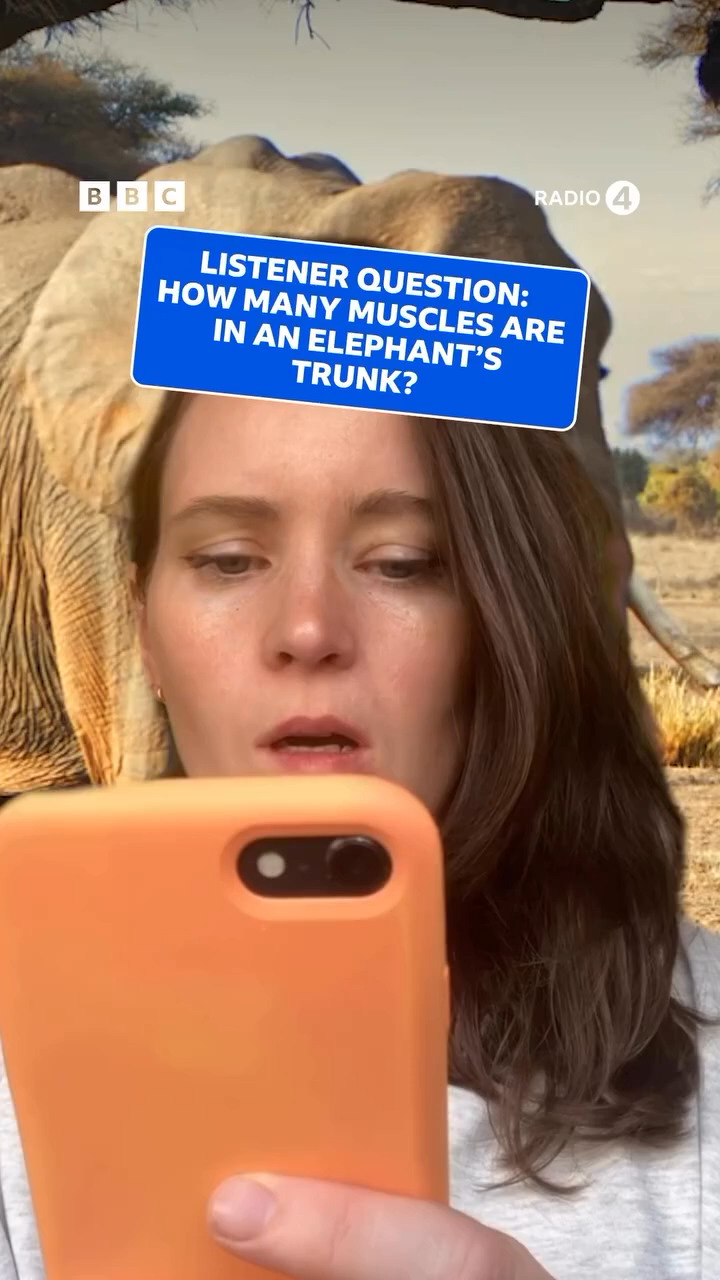 BBC
RADIO 4
LISTENER QUESTION:
HOW MANY MUSCLES ARE
IN AN ELEPHANT'S
TRUNK?